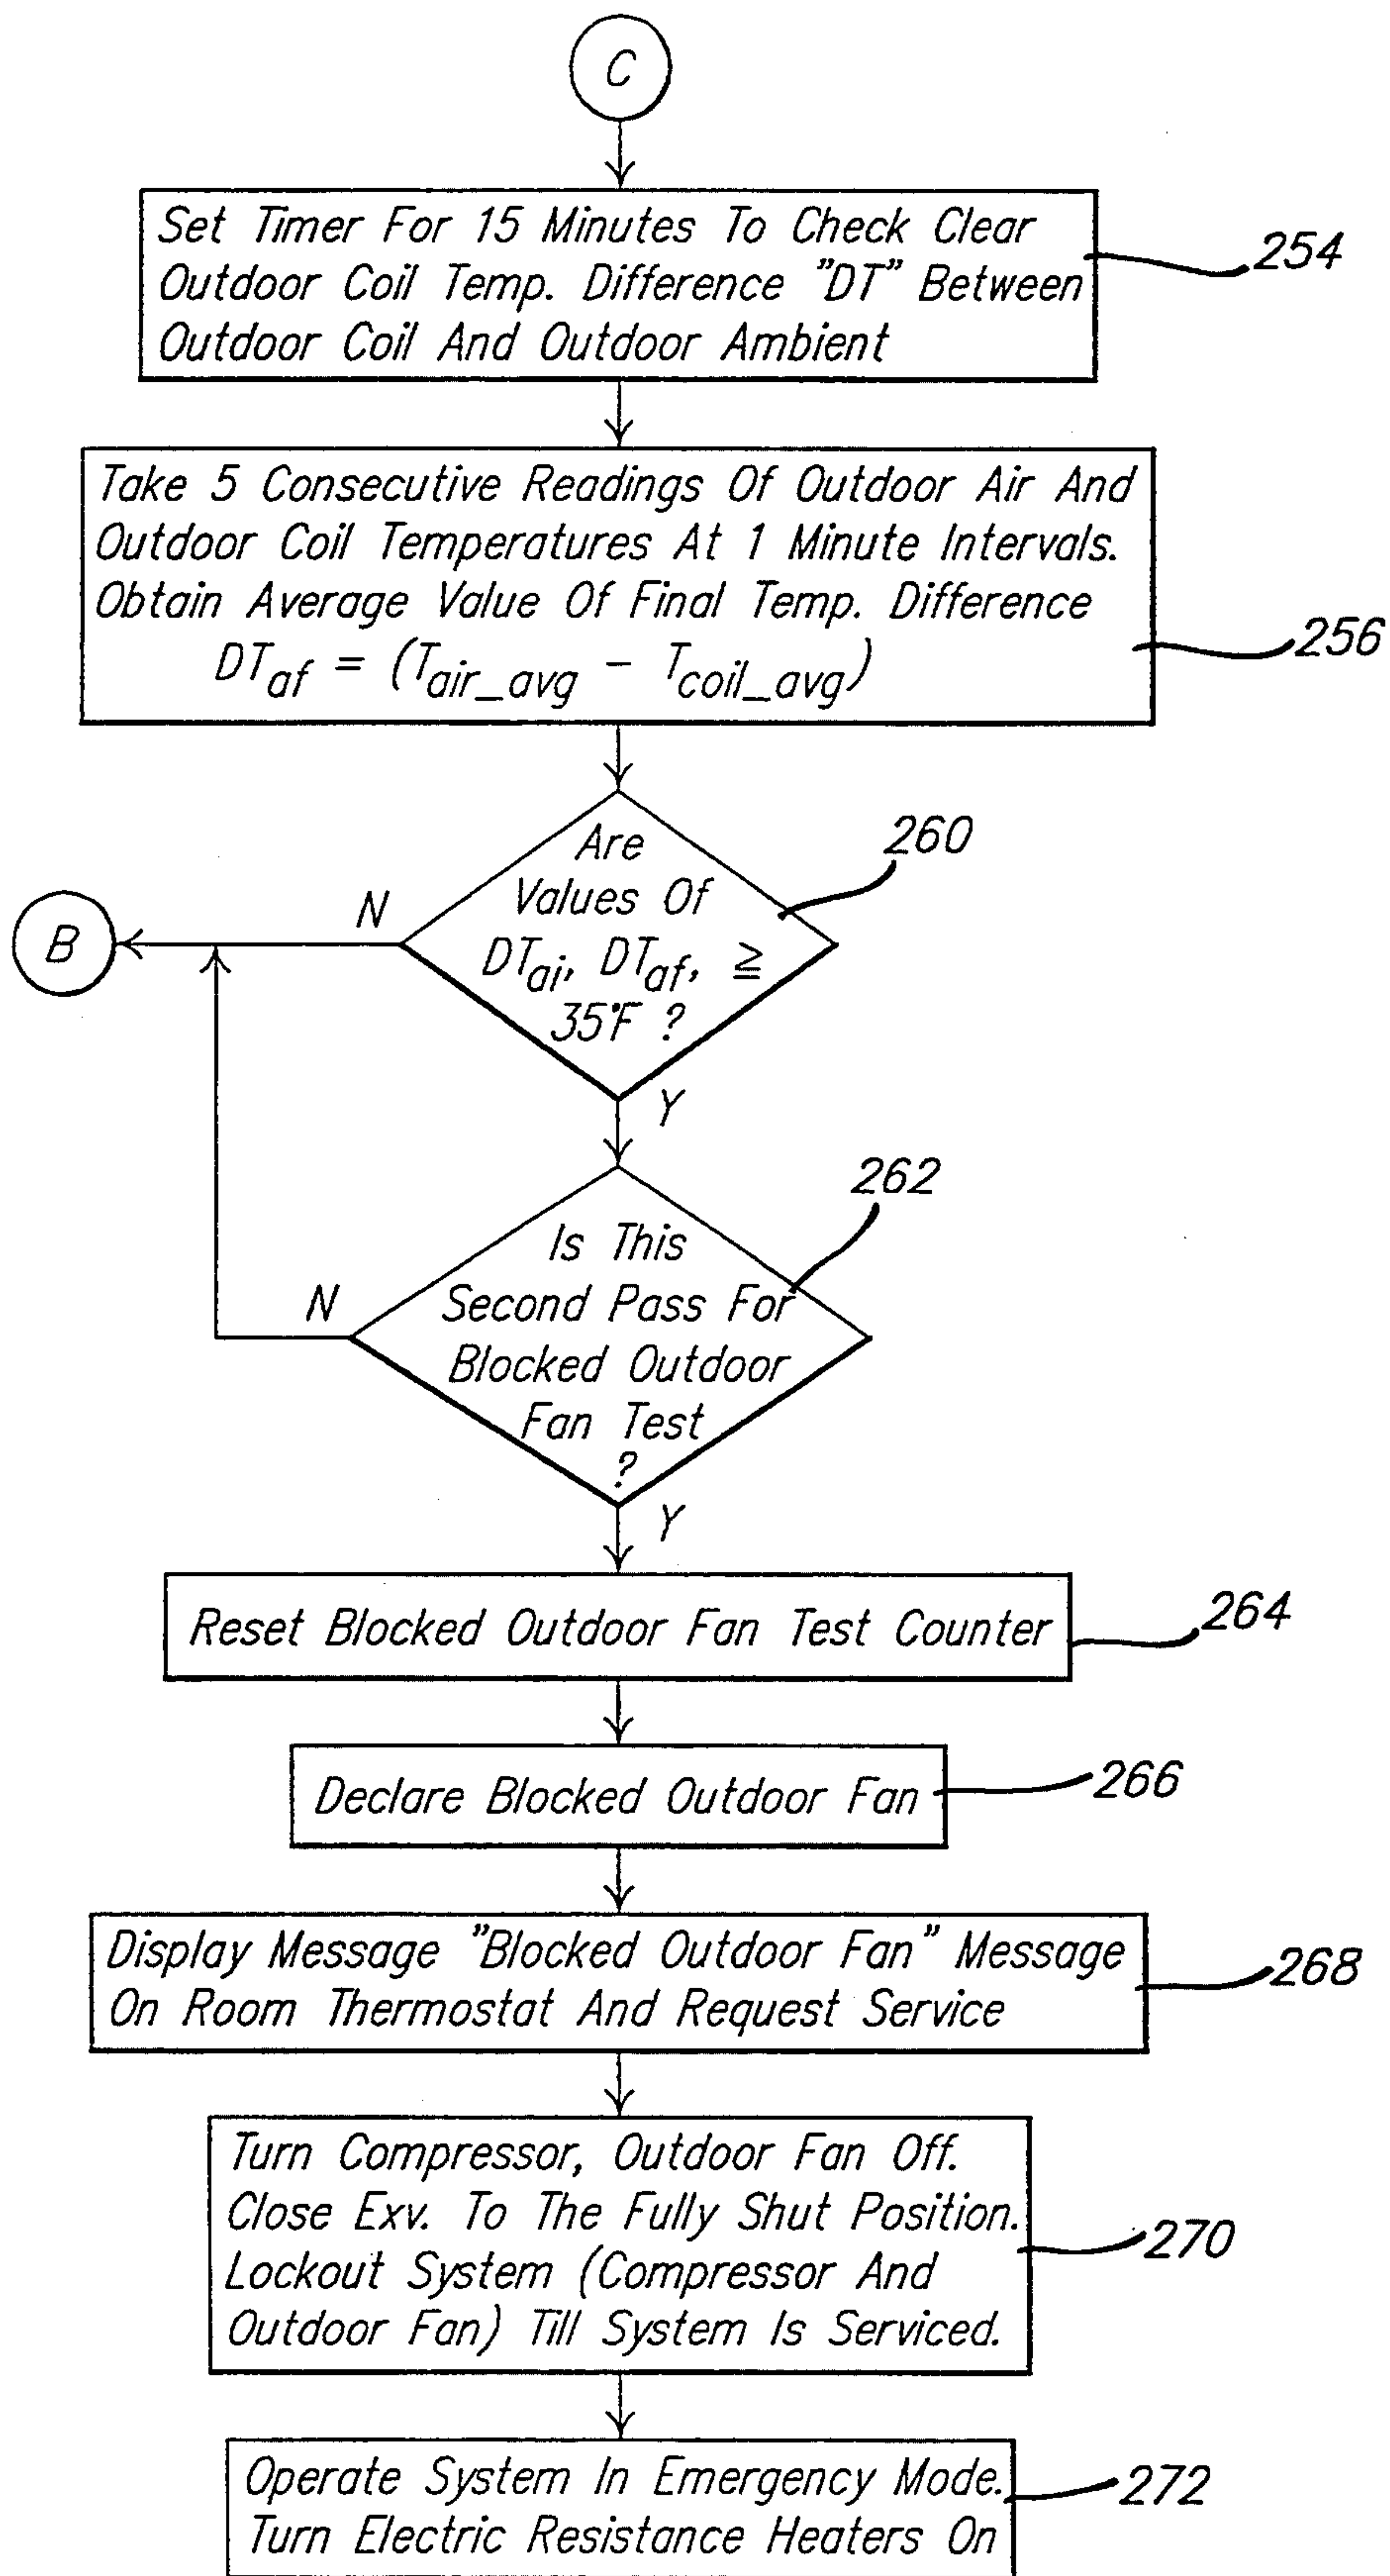 C
Set Timer For 15 Minutes To Check Clear
Outdoor Coil Temp. Difference "DT" Between
Outdoor Coil And Outdoor Ambient
254
Take 5 Consecutive Readings Of Outdoor Air And
Outdoor Coil Temperatures At 1 Minute Intervals.
Obtain Average Value Of Final Temp. Difference
DTaf = (Tair_avg - Tcoil_avg)
256
Are
Values Of
DTai, DTaf, ≧
35°F ?
260
N
B
Y
Is This
Second Pass For
Blocked Outdoor
Fan Test
?
262
N
Y
Reset Blocked Outdoor Fan Test Counter
264
Declare Blocked Outdoor Fan
266
Display Message "Blocked Outdoor Fan" Message
On Room Thermostat And Request Service
268
Turn Compressor, Outdoor Fan Off.
Close Exv. To The Fully Shut Position.
Lockout System (Compressor And
Outdoor Fan) Till System Is Serviced.
270
Operate System In Emergency Mode.
Turn Electric Resistance Heaters On
272